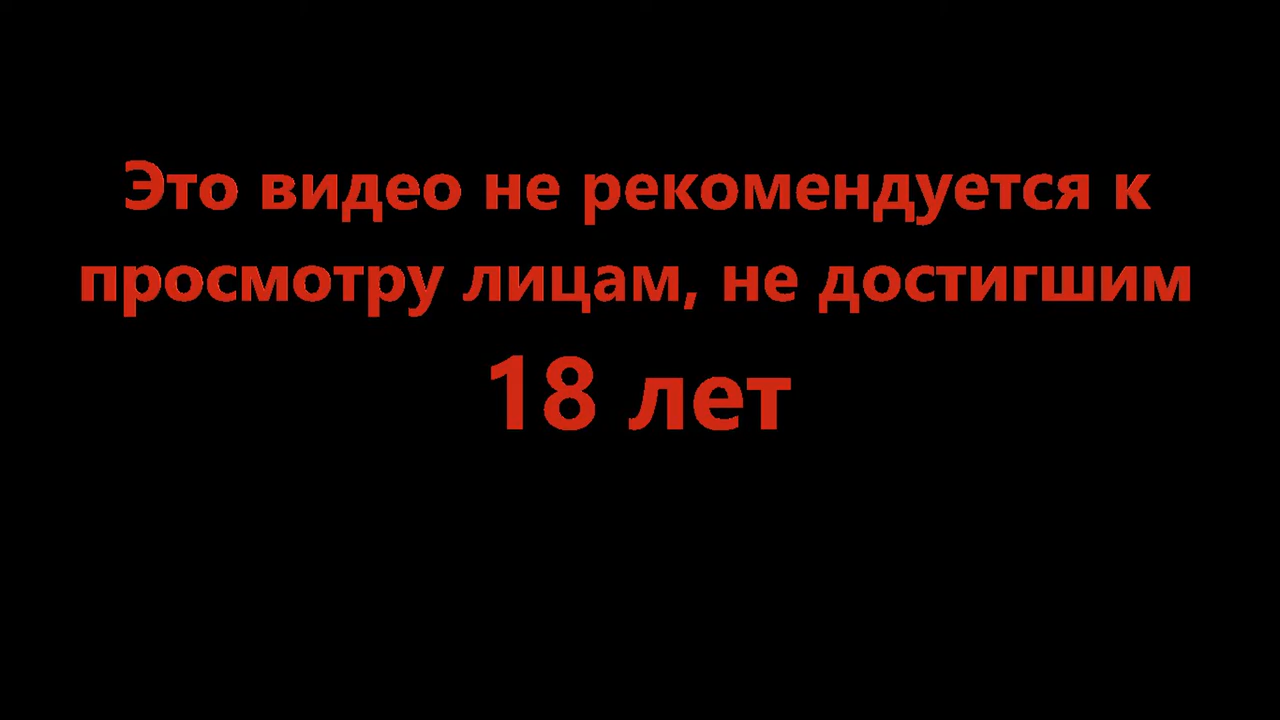 Это видео не рекомендуется к
просмотру лицам, не достигшим
18 лет